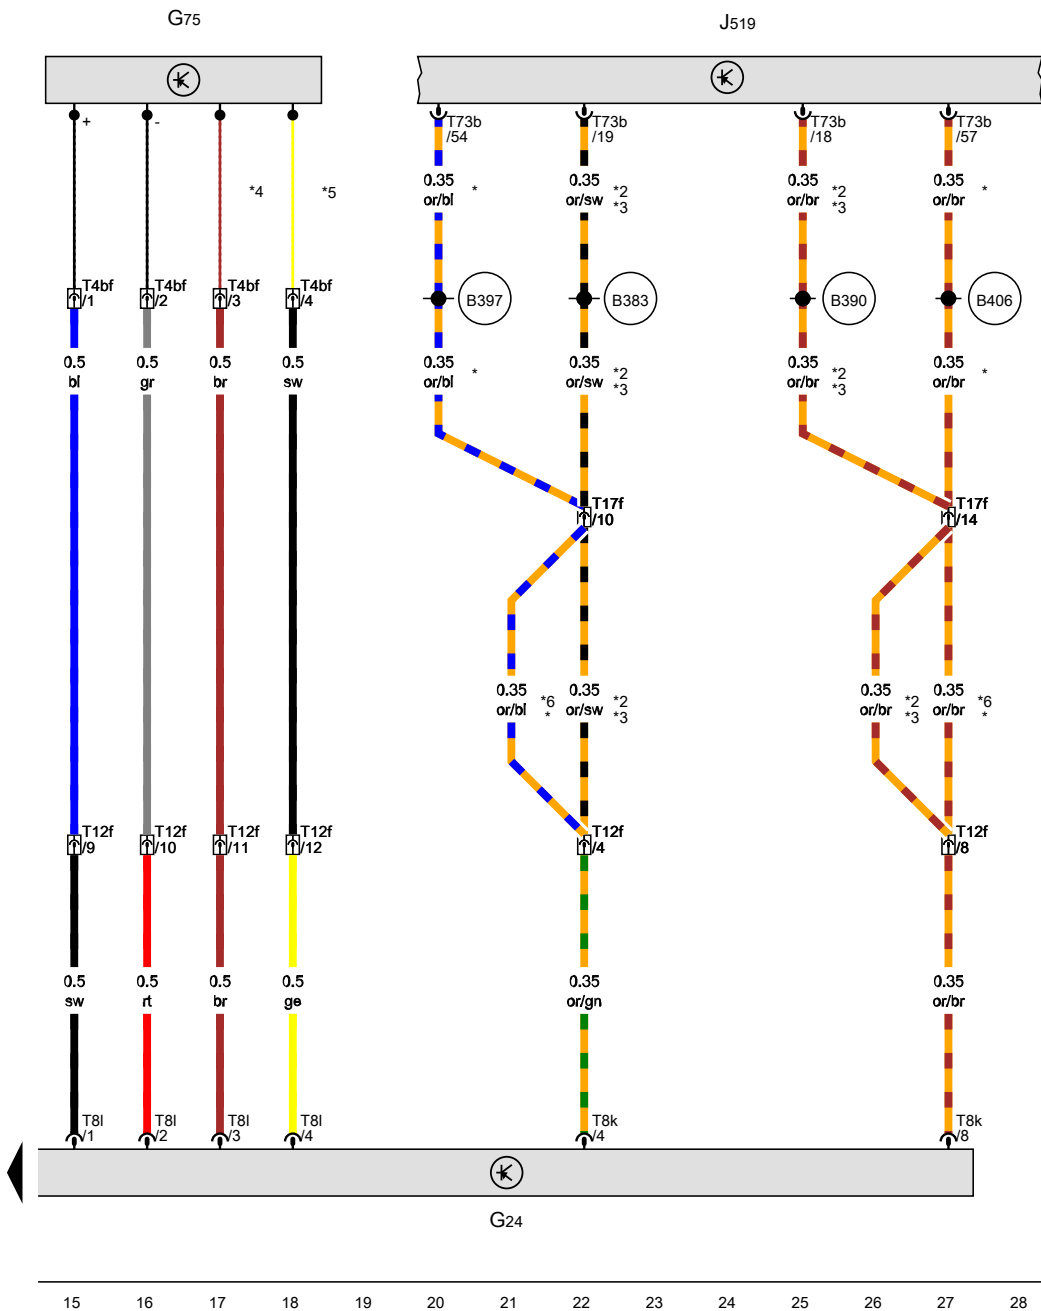 G75
J519
+
-
T73b
/54
T73b
/19
T73b
/18
T73b
/57
*4
*5
0.35
or/bl
*
0.35
or/sw
*2
*3
0.35
or/br
*2
*3
0.35
or/br
*
T4bf
/1
T4bf
/2
T4bf
/3
T4bf
/4
B397
B383
B390
B406
0.5
bl
0.5
gr
0.5
br
0.5
sw
0.35
or/bl
*
0.35
or/sw
*2
*3
0.35
or/br
*2
*3
0.35
or/br
*
T17f
/10
T17f
/14
0.35
or/bl
*6
*
0.35
or/sw
*2
*3
0.35
or/br
*2
*3
0.35
or/br
*6
*
T12f
/9
T12f
/10
T12f
/11
T12f
/12
T12f
/4
T12f
/8
0.5
sw
0.5
rt
0.5
br
0.5
ge
0.35
or/gn
0.35
or/br
T8l
/1
T8l
/2
T8l
/3
T8l
/4
T8k
/4
T8k
/8
G24
15 16 17 18 19 20 21 22 23 24 25 26 27 28